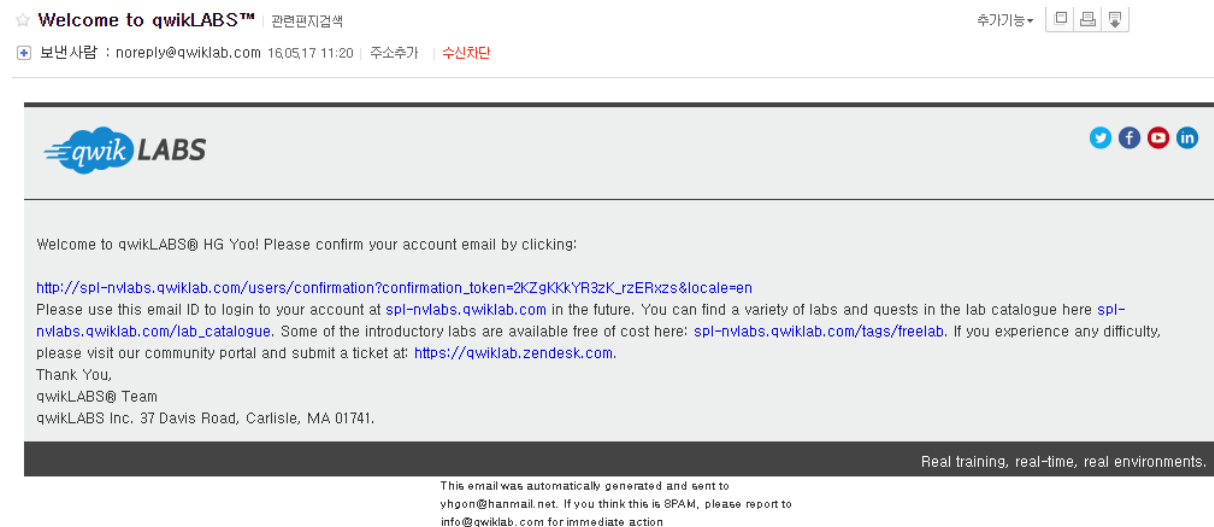 Welcome to qwikLABS™ 관련편지검색 추가기능
보낸사람 : noreply@qwiklab.com 16.05.17 11:20 주소추가 수신차단
qwik LABS
Welcome to qwikLABS® HG Yoo! Please confirm your account email by clicking:
http://spl-nvlabs.qwiklab.com/users/confirmation?confirmation_token=2KZgKKkYR3zK_rzERxzs&locale=en
Please use this email ID to login to your account at spl-nvlabs.qwiklab.com in the future. You can find a variety of labs and quests in the lab catalogue here spl-
nvlabs.qwiklab.com/lab_catalogue. Some of the introductory labs are available free of cost here: spl-nvlabs.qwiklab.com/tags/freelab. If you experience any difficulty,
please visit our community portal and submit a ticket at: https://qwiklab.zendesk.com.
Thank You,
qwikLABS® Team
qwikLABS Inc. 37 Davis Road, Carlisle, MA 01741.
Real training, real-time, real environments.
This email was automatically generated and sent to
yhgon@hanmail.net. If you think this is SPAM, please report to
info@qwiklab.com for immediate action